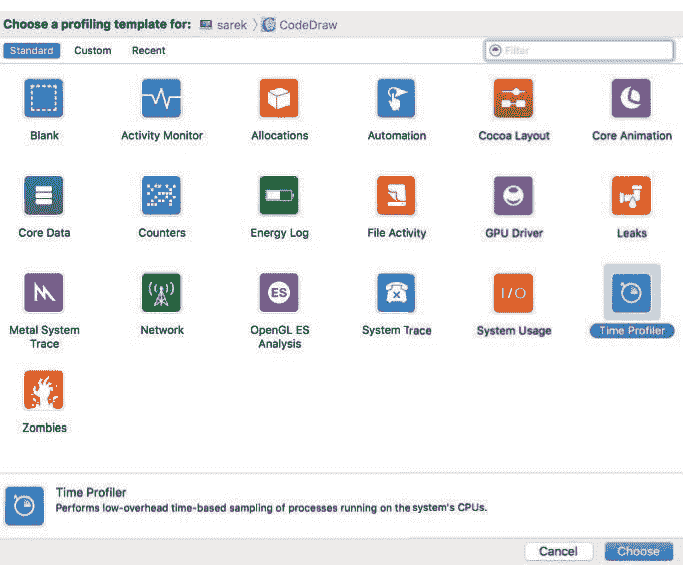 Choose a profiling template for: sarek 〉 CodeDraw
Standard Custom Recent Filter
Blank Activity Monitor Allocations Automation Cocoa Layout Core Animation
Core Data Counters Energy Log File Activity GPU Driver Leaks
ES I/O
Metal System Trace Network OpenGL ES Analysis System Trace System Usage Time Profiler
Zombies
Time Profiler
Performs low-overhead time-based sampling of processes running on the system's CPUs.
Cancel Choose